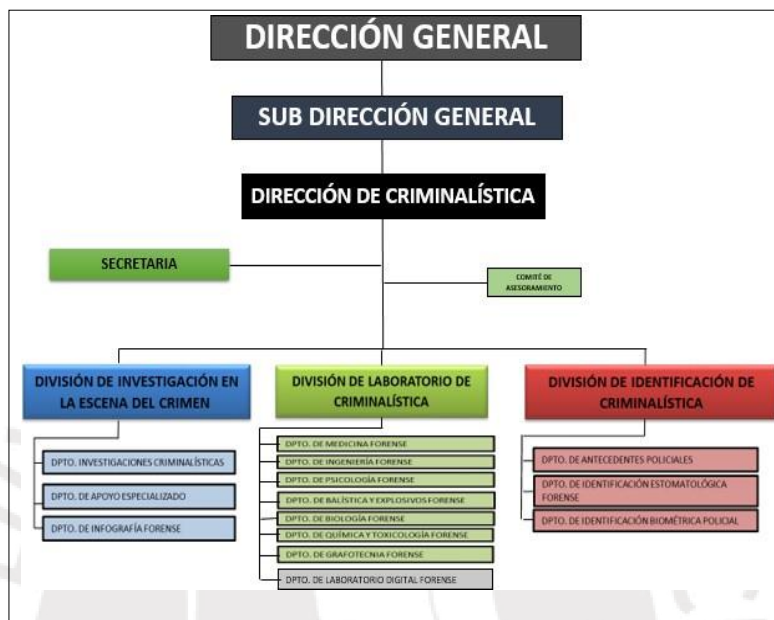 DIRECCIÓN GENERAL
SUB DIRECCIÓN GENERAL
DIRECCIÓN DE CRIMINALÍSTICA
SECRETARIA
COMITÉ DE
ASESORAMIENTO
DIVISIÓN DE INVESTIGACIÓN EN
LA ESCENA DEL CRIMEN
DPTO. INVESTIGACIONES CRIMINALÍSTICAS
DPTO. DE APOYO ESPECIALIZADO
DPTO. DE INFOGRAFÍA FORENSE
DIVISIÓN DE LABORATORIO DE
CRIMINALÍSTICA
DPTO. DE MEDICINA FORENSE
DPTO. DE INGENIERÍA FORENSE
DPTO. DE PSICOLOGÍA FORENSE
DPTO. DE BALÍSTICA Y EXPLOSIVOS FORENSE
DPTO. DE BIOLOGÍA FORENSE
DPTO. DE QUÍMICA Y TOXICOLOGÍA FORENSE
DPTO. DE GRAFOTECNIA FORENSE
DPTO. DE LABORATORIO DIGITAL FORENSE
DIVISIÓN DE IDENTIFICACIÓN DE
CRIMINALÍSTICA
DPTO. DE ANTECEDENTES POLICIALES
DPTO. DE IDENTIFICACIÓN ESTOMATOLÓGICA
FORENSE
DPTO. DE IDENTIFICACIÓN BIOMÉTRICA POLICIAL